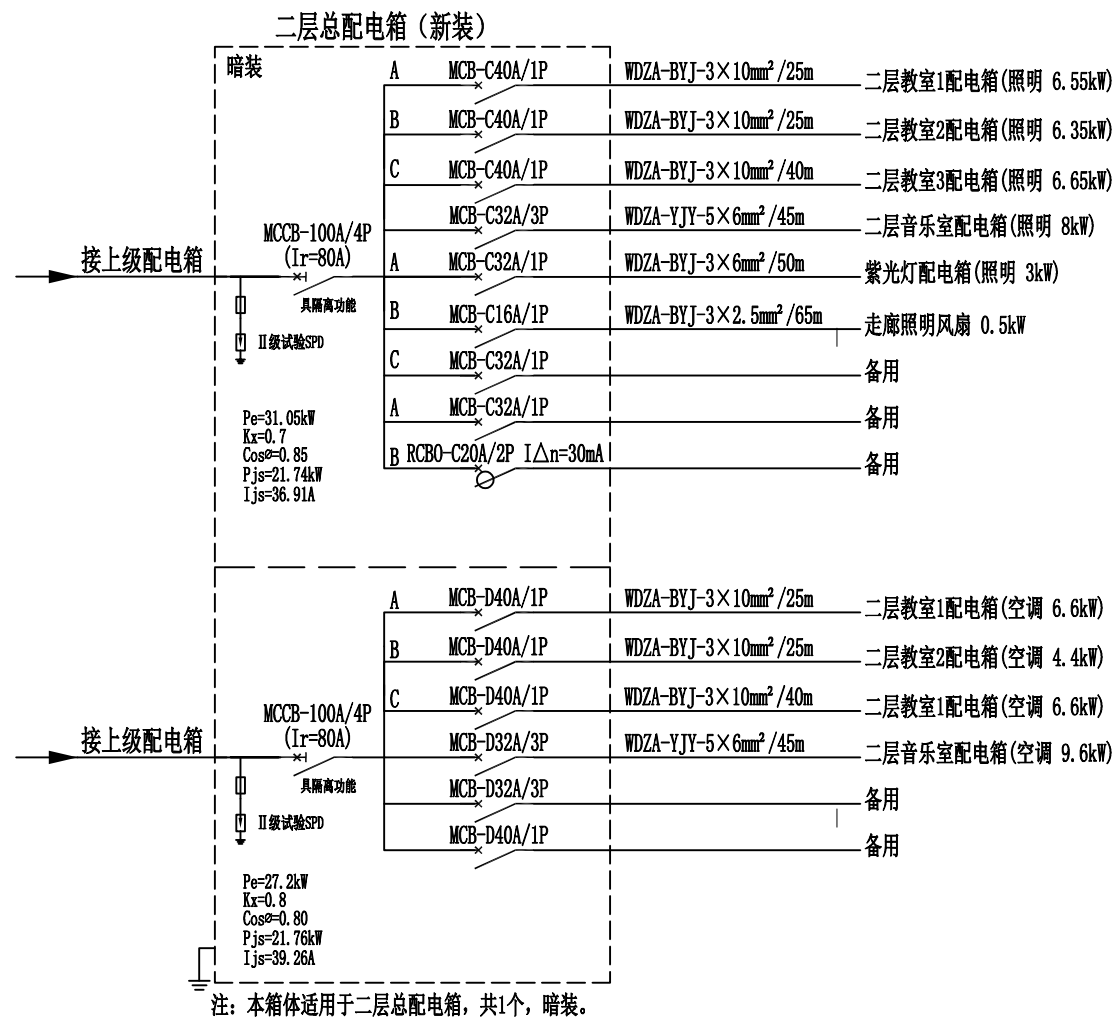 二层总配电箱（新装）
暗装
A MCB-C40A/1P WDZA-BYJ-3×10mm²/25m 二层教室1配电箱(照明 6.55kW)
B MCB-C40A/1P WDZA-BYJ-3×10mm²/25m 二层教室2配电箱(照明 6.35kW)
C MCB-C40A/1P WDZA-BYJ-3×10mm²/40m 二层教室3配电箱(照明 6.65kW)
MCB-C32A/3P WDZA-YJY-5×6mm²/45m 二层音乐室配电箱(照明 8kW)
接上级配电箱
MCCB-100A/4P
(Ir=80A)
具隔离功能
Ⅱ级试验SPD
A MCB-C32A/1P WDZA-BYJ-3×6mm²/50m 紫光灯配电箱(照明 3kW)
B MCB-C16A/1P WDZA-BYJ-3×2.5mm²/65m 走廊照明风扇 0.5kW
C MCB-C32A/1P 备用
A MCB-C32A/1P 备用
B RCBO-C20A/2P I△n=30mA 备用
Pe=31.05kW
Kx=0.7
Cosø=0.85
Pjs=21.74kW
Ijs=36.91A
A MCB-D40A/1P WDZA-BYJ-3×10mm²/25m 二层教室1配电箱(空调 6.6kW)
B MCB-D40A/1P WDZA-BYJ-3×10mm²/25m 二层教室2配电箱(空调 4.4kW)
C MCB-D40A/1P WDZA-BYJ-3×10mm²/40m 二层教室1配电箱(空调 6.6kW)
接上级配电箱
MCCB-100A/4P
(Ir=80A)
具隔离功能
Ⅱ级试验SPD
MCB-D32A/3P WDZA-YJY-5×6mm²/45m 二层音乐室配电箱(空调 9.6kW)
MCB-D32A/3P 备用
MCB-D40A/1P 备用
Pe=27.2kW
Kx=0.8
Cosø=0.80
Pjs=21.76kW
Ijs=39.26A
注：本箱体适用于二层总配电箱，共1个，暗装。